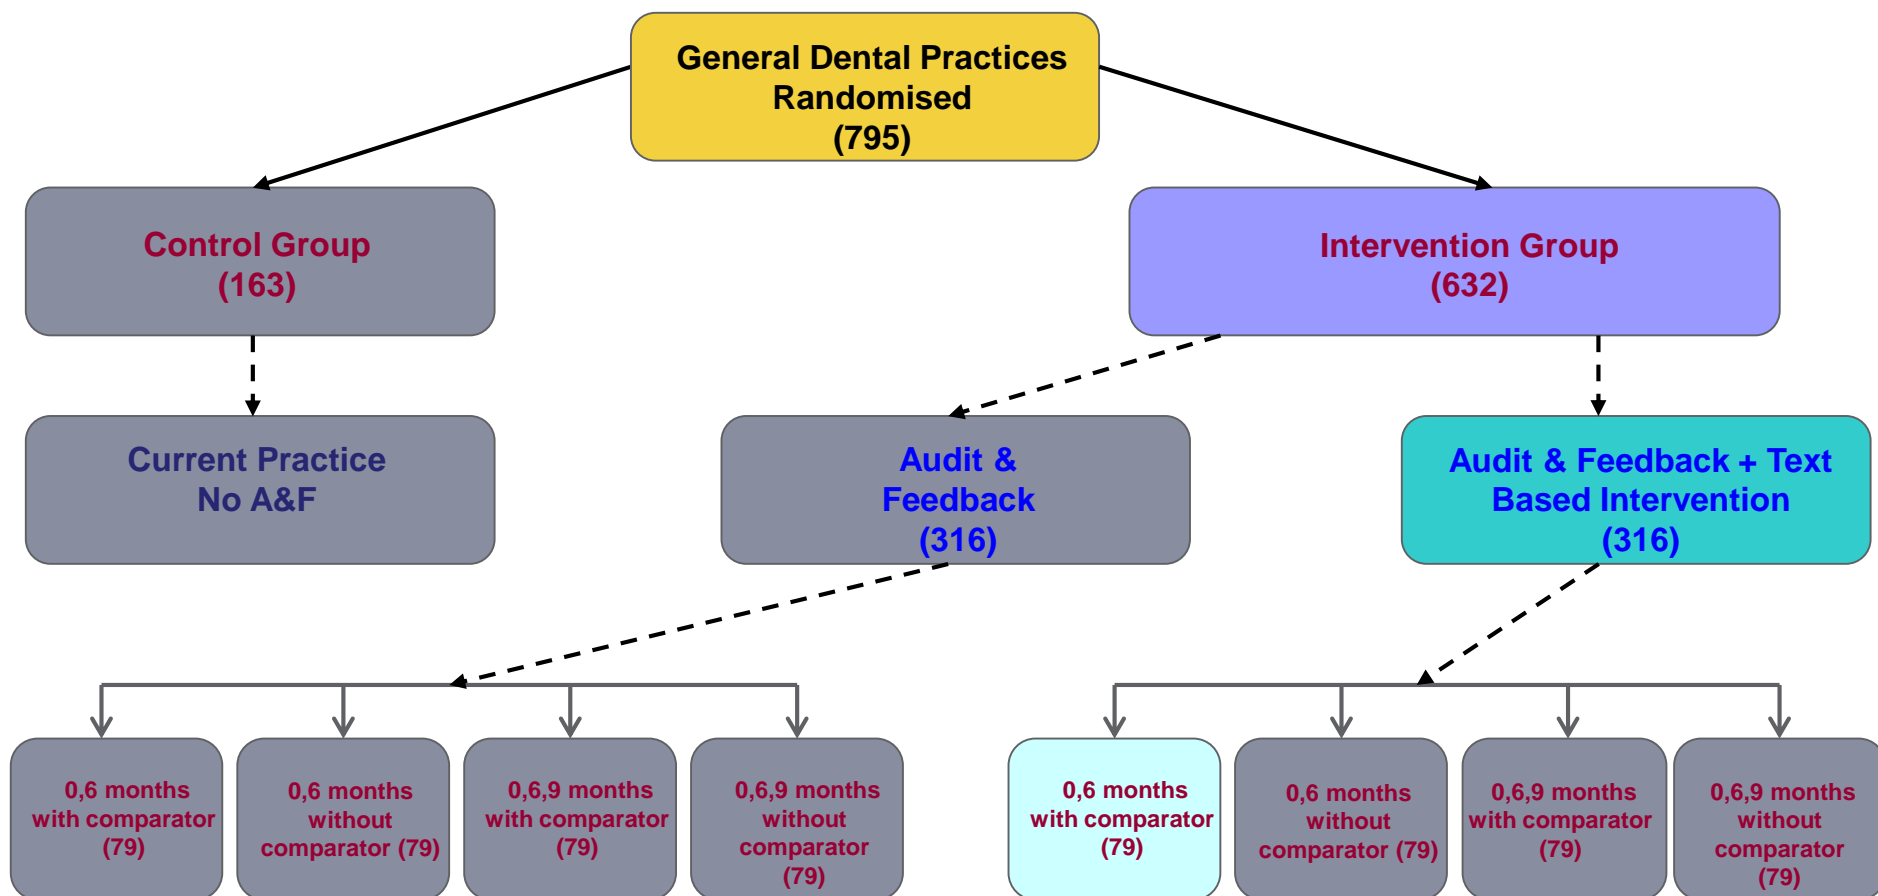 General Dental Practices
Randomised
(795)
Control Group
(163)
Intervention Group
(632)
Current Practice
No A&F
Audit &
Feedback
(316)
Audit & Feedback + Text
Based Intervention
(316)
0,6 months
with comparator
(79)
0,6 months
without
comparator (79)
0,6,9 months
with comparator
(79)
0,6,9 months
without
comparator
(79)
0,6 months
with comparator
(79)
0,6 months
without
comparator (79)
0,6,9 months
with comparator
(79)
0,6,9 months
without
comparator
(79)